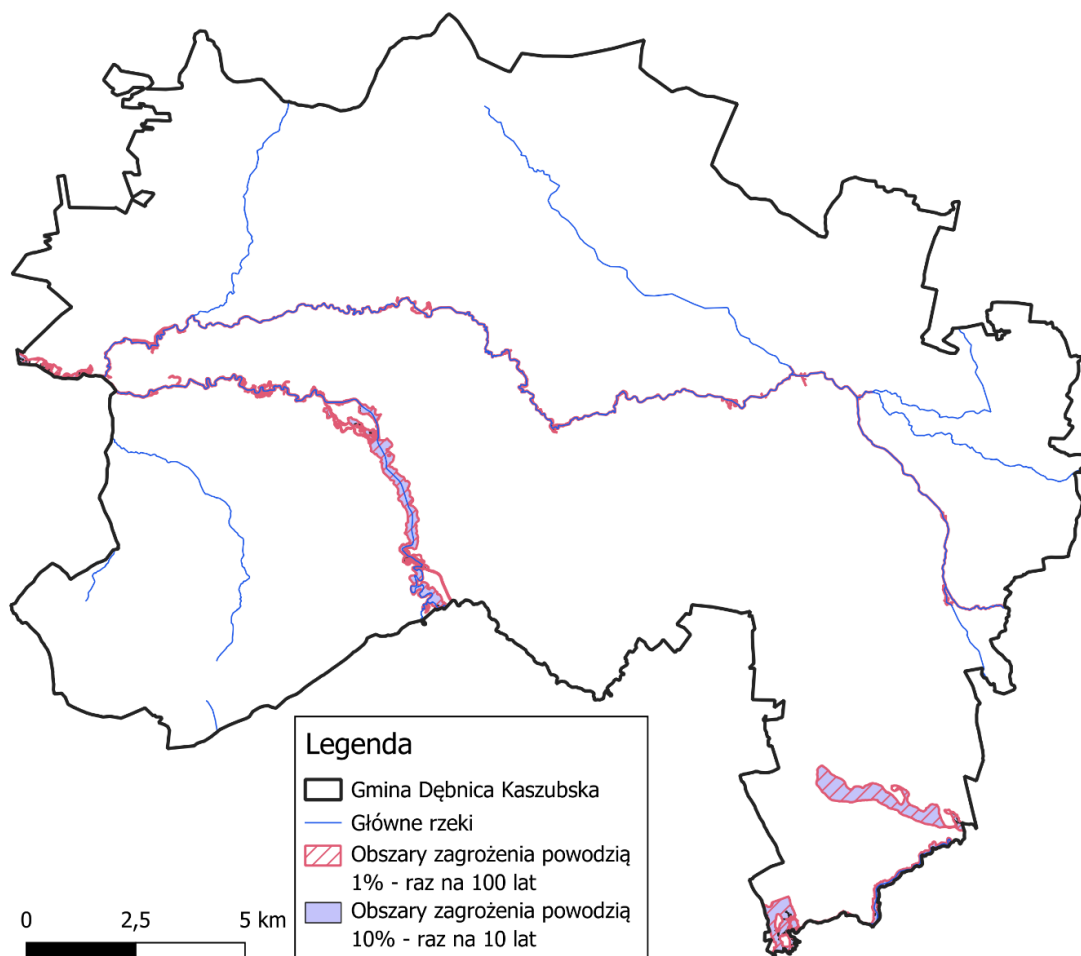 Legenda
Gmina Dębnica Kaszubska
Główne rzeki
Obszary zagrożenia powodzią
1% - raz na 100 lat
Obszary zagrożenia powodzią
10% - raz na 10 lat
0 2,5 5 km